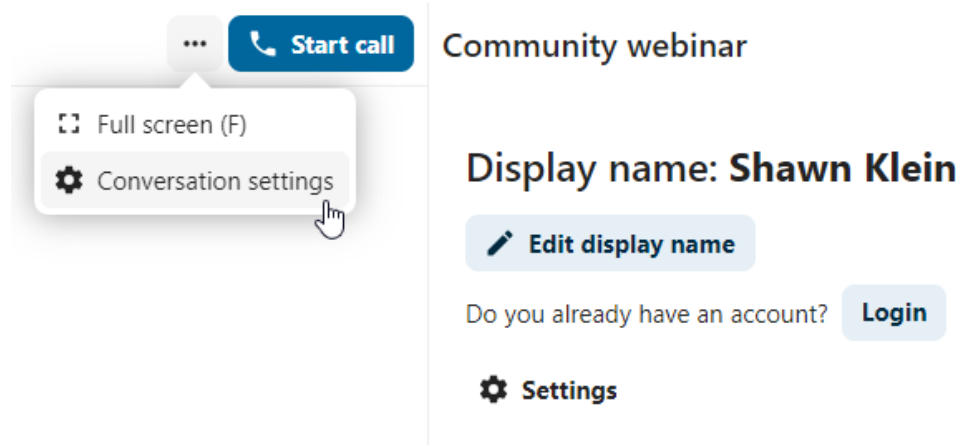 Start call
Full screen (F)
Conversation settings
Community webinar
Display name: Shawn Klein
Edit display name
Do you already have an account? Login
Settings